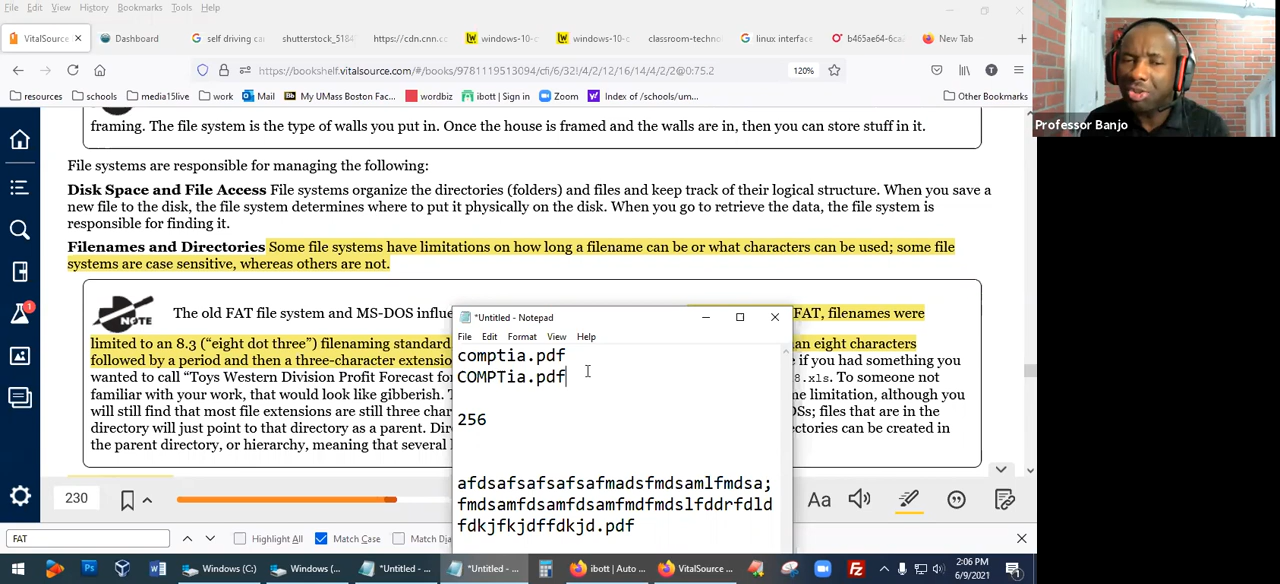 File Edit View History Bookmarks Tools Help
VitalSource Dashboard self driving ca shutterstock_5184 https://cdn.cnn.cc windows-10-c windows-10-c classroom-techno linux interface b465ae64-6ca New Tab
https://bookshelf.vitalsource.com/#/books/9781119513094/cfi/6/32!/4/2/12/16/14/4/2/2@0:75.2 120%
resources schools media15live work Mail My UMass Boston Fac... wordbiz ibott | Sign in Zoom Index of /schools/um... Other Bookmarks
Professor Banjo
framing. The file system is the type of walls you put in. Once the house is framed and the walls are in, then you can store stuff in it.
File systems are responsible for managing the following:
Disk Space and File Access File systems organize the directories (folders) and files and keep track of their logical structure. When you save a
new file to the disk, the file system determines where to put it physically on the disk. When you go to retrieve the data, the file system is
responsible for finding it.
Filenames and Directories Some file systems have limitations on how long a filename can be or what characters can be used; some file
systems are case sensitive, whereas others are not.
NOTE
The old FAT file system and MS-DOS influe FAT, filenames were
limited to an 8.3 ("eight dot three") filenaming standard an eight characters
followed by a period and then a three-character extensio e if you had something you
wanted to call "Toys Western Division Profit Forecast for 8.xls. To someone not
familiar with your work, that would look like gibberish. T me limitation, although you
will still find that most file extensions are still three char OSs; files that are in the
directory will just point to that directory as a parent. Dir ectories can be created in
the parent directory, or hierarchy, meaning that several
*Untitled - Notepad
File Edit Format View Help
comptia.pdf
COMPTia.pdf
256
afdsafsafsafsafmadsfmdsamlfmdsa;
fmdsamfdsamfdsamfmdfmdslfddrfdld
fdkjfkjdffdkjd.pdf
230 Aa
FAT Highlight All Match Case Match Dia
Windows (C:) Windows (... *Untitled -... *Untitled -... ibott | Auto ... VitalSource ... 2:06 PM
6/9/2021